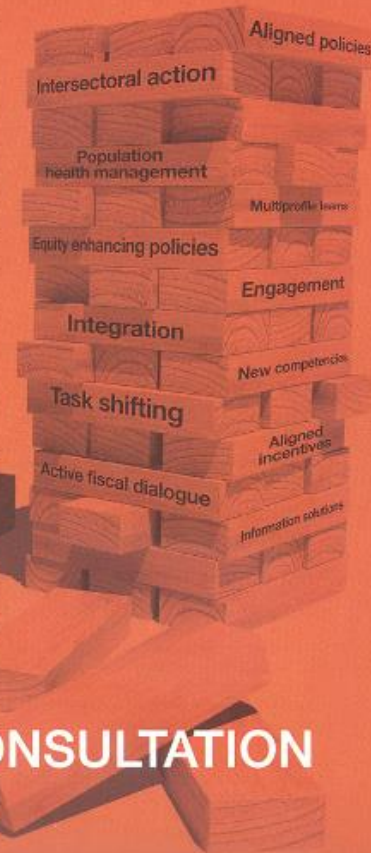 Aligned policies
Intersectoral action
Population
health management
Multiprofile teams
Equity enhancing policies
Engagement
Integration
New competencies
Task shifting
Aligned
incentives
Active fiscal dialogue
Information solutions
ONSULTATION